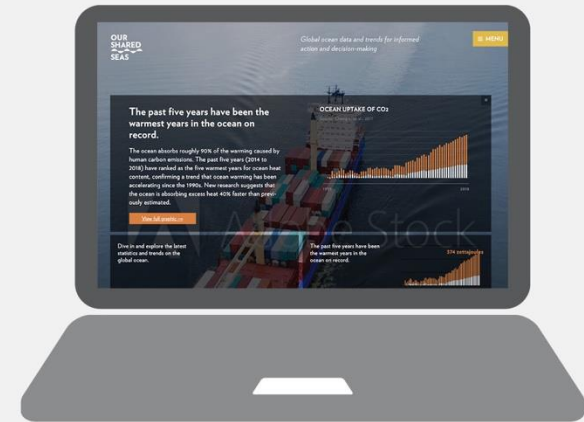 OUR
SHARED
SEAS
Global ocean data and trends for informed
action and decision-making
≡ MENU
The past five years have been the
warmest years in the ocean on
record.
The ocean absorbs roughly 90% of the warming caused by
human carbon emissions. The past five years (2014 to
2018) have ranked as the five warmest years for ocean heat
content, confirming a trend that ocean warming has been
accelerating since the 1990s. New research suggests that
the ocean is absorbing excess heat 40% faster than previ-
ously estimated.
View full graphic >>
OCEAN UPTAKE OF CO2
2018
Adobe Stock
Dive in and explore the latest
statistics and trends on the
global ocean.
The past five years have been
the warmest years in the
ocean on record.
374 zettajoules